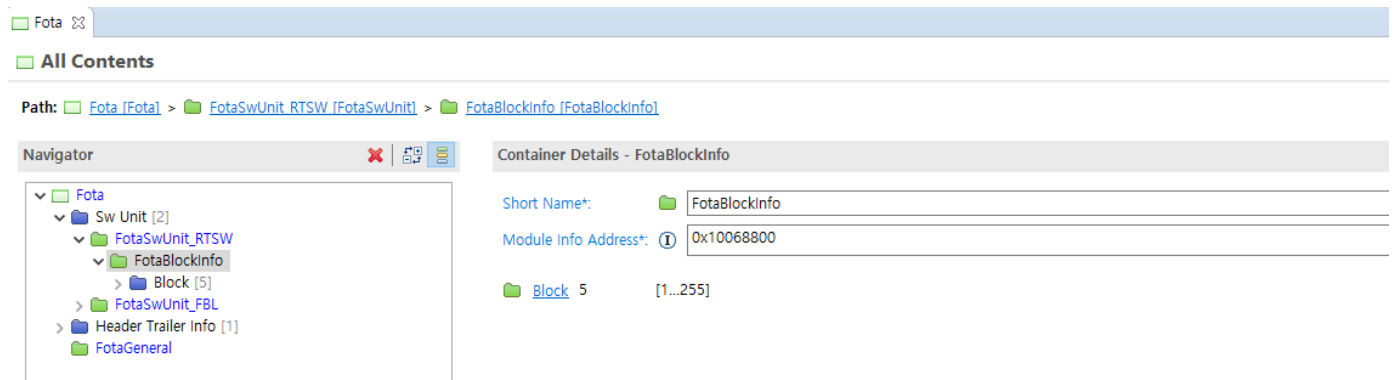 Fota
All Contents
Path: Fota [Fota] > FotaSwUnit_RTSW [FotaSwUnit] > FotaBlockInfo [FotaBlockInfo]
Navigator
Fota
Sw Unit [2]
FotaSwUnit_RTSW
FotaBlockInfo
Block [5]
FotaSwUnit_FBL
Header Trailer Info [1]
FotaGeneral
Container Details - FotaBlockInfo
Short Name*: FotaBlockInfo
Module Info Address*: I 0x10068800
Block 5 [1...255]